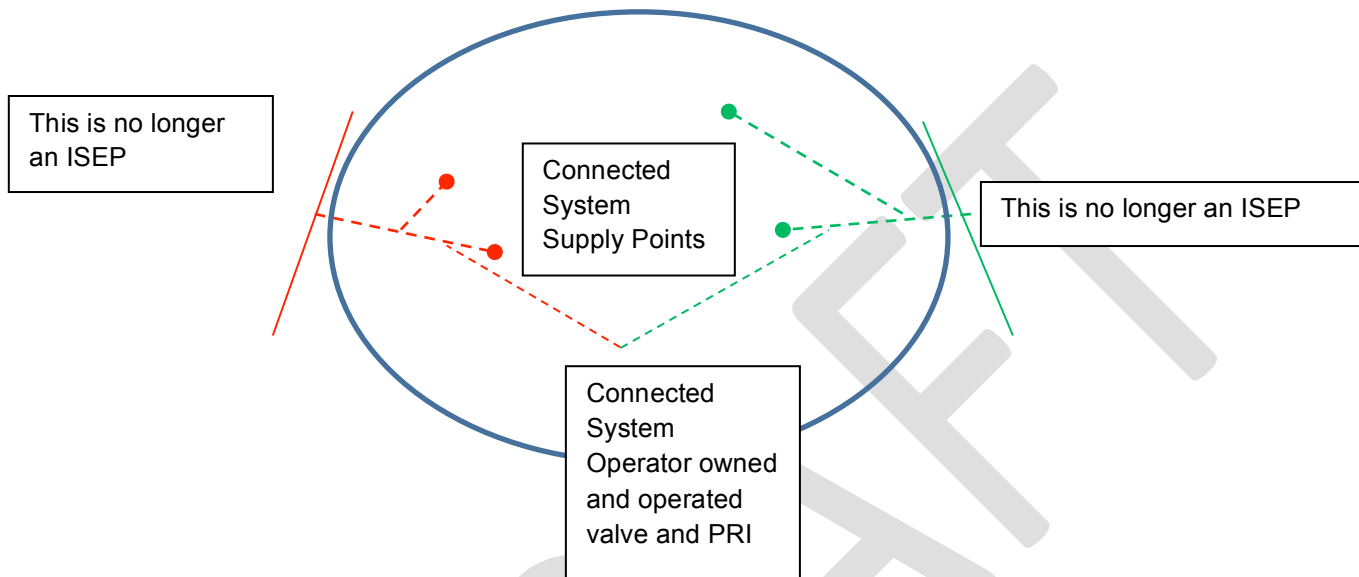 This is no longer
an ISEP
Connected
System
Supply Points
This is no longer an ISEP
Connected
System
Operator owned
and operated
valve and PRI